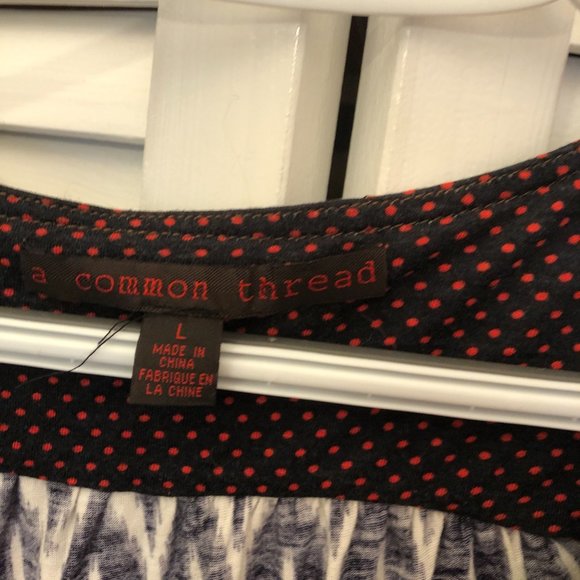 a common thread
L
MADE IN
CHINA
FABRIQUE EN
LA CHINE